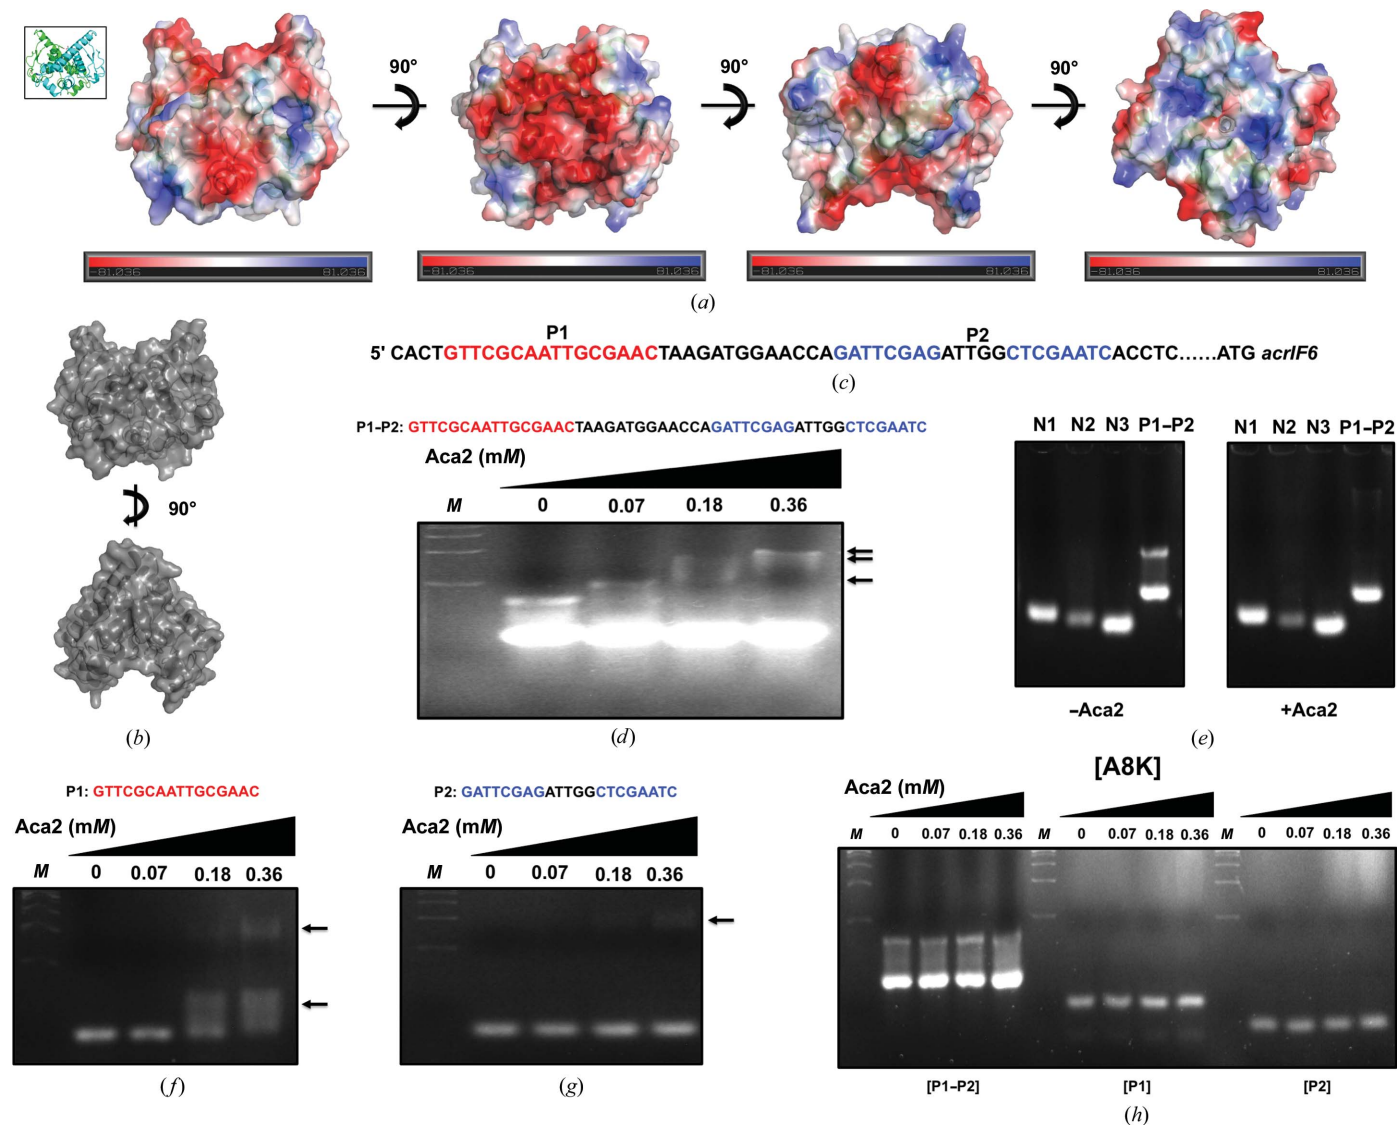 90° 90° 90°
-81.036 81.036 -81.036 81.036 -81.036 81.036 -81.036 81.036
(a)
90°
(b)
P1 P2
5' CACTGTTCGCAATTGCGAACTAAGATGGAACCAGATTCGAGATTGGCTCGAATCACCTC......ATG acrIF6
(c)
P1–P2: GTTCGCAATTGCGAACTAAGATGGAACCAGATTCGAGATTGGCTCGAATC
Aca2 (mM)
M 0 0.07 0.18 0.36
(d)
N1 N2 N3 P1–P2 N1 N2 N3 P1–P2
–Aca2 +Aca2
(e)
P1: GTTCGCAATTGCGAAC
Aca2 (mM)
M 0 0.07 0.18 0.36
(f)
P2: GATTCGAGATTGGCTCGAATC
Aca2 (mM)
M 0 0.07 0.18 0.36
(g)
[A8K]
Aca2 (mM)
M 0 0.07 0.18 0.36 M 0 0.07 0.18 0.36 M 0 0.07 0.18 0.36
[P1–P2] [P1] [P2]
(h)